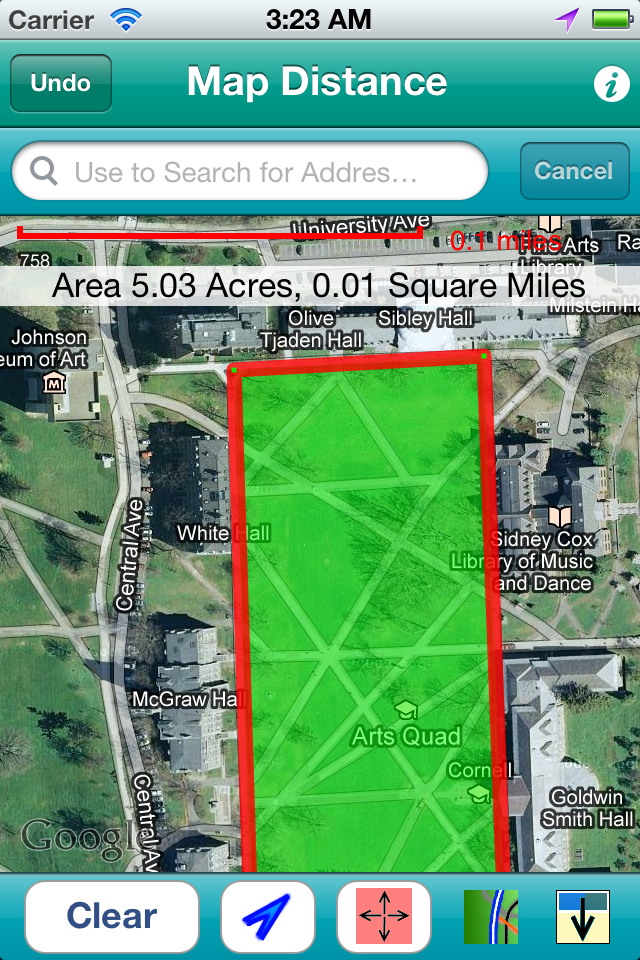 Carrier 3:23 AM
Undo Map Distance
Use to Search for Addres… Cancel
University Ave
0.1 miles
Arts
Library
Ra
758
Area 5.03 Acres, 0.01 Square Miles
Milstein Ha
Olive
Tjaden Hall
Sibley Hall
Johnson
eum of Art
M
White Hall
Central Ave
Sidney Cox
Library of Music
and Dance
McGraw Hall
Arts Quad
Cornell
Goldwin
Smith Hall
Central Av
Google
Clear